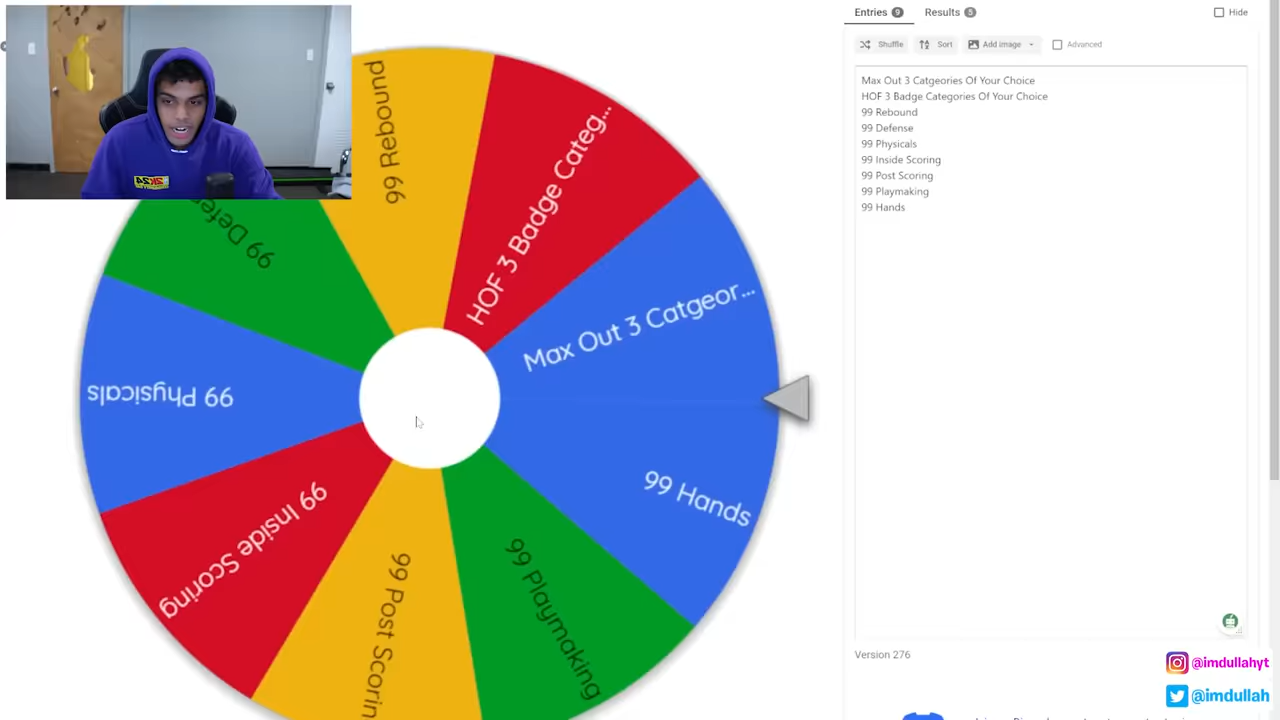 Entries 9
Results 5
Hide
Shuffle
Sort
Add image
Advanced
Max Out 3 Catgeories Of Your Choice
HOF 3 Badge Categories Of Your Choice
99 Rebound
99 Defense
99 Physicals
99 Inside Scoring
99 Post Scoring
99 Playmaking
99 Hands
99 Rebound
HOF 3 Badge Categ...
Max Out 3 Catgeor...
99 Hands
99 Playmaking
99 Post Scorin
99 Inside Scoring
99 Physicals
99 Defe
Version 276
@imdullahyt
@imdullah